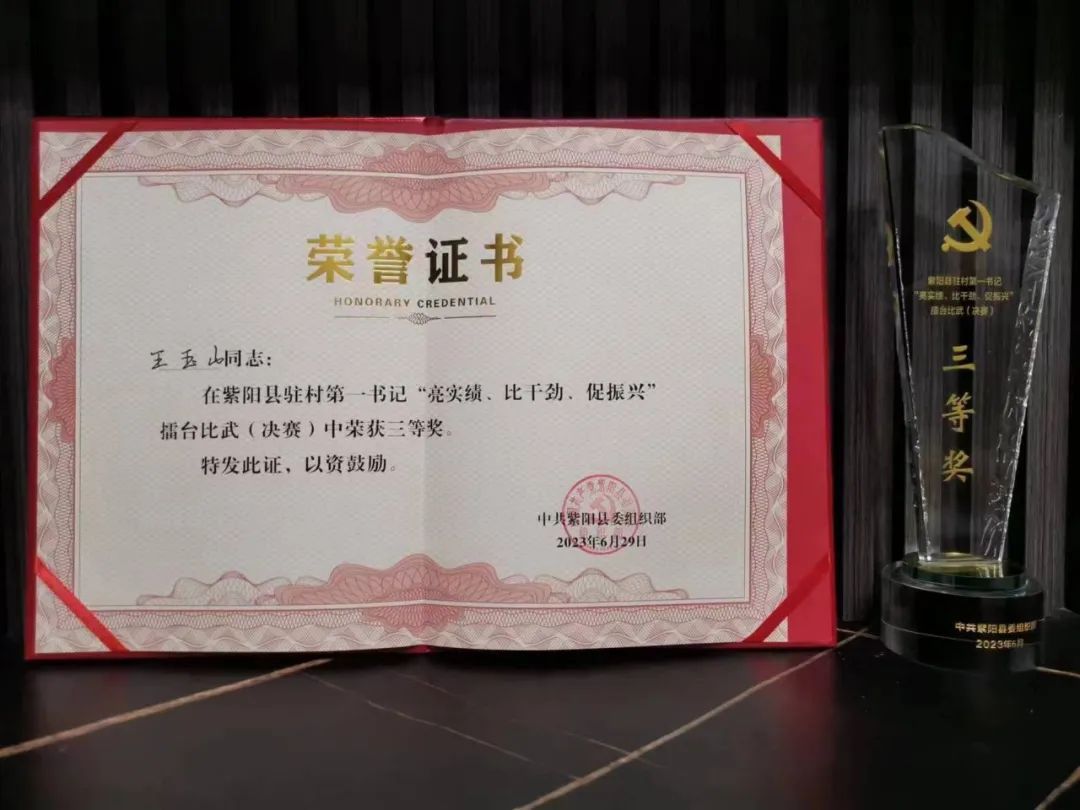 荣誉证书
HONORARY CREDENTIAL
王玉山同志：
在紫阳县驻村第一书记“亮实绩、比干劲、促振兴”
擂台比武（决赛）中荣获三等奖。
特发此证，以资鼓励。
中共紫阳县委组织部
2023年6月29日
紫阳县驻村第一书记
“亮实绩、比干劲、促振兴”
擂台比武（决赛）
三等奖
中共紫阳县委组织部
2023年6月